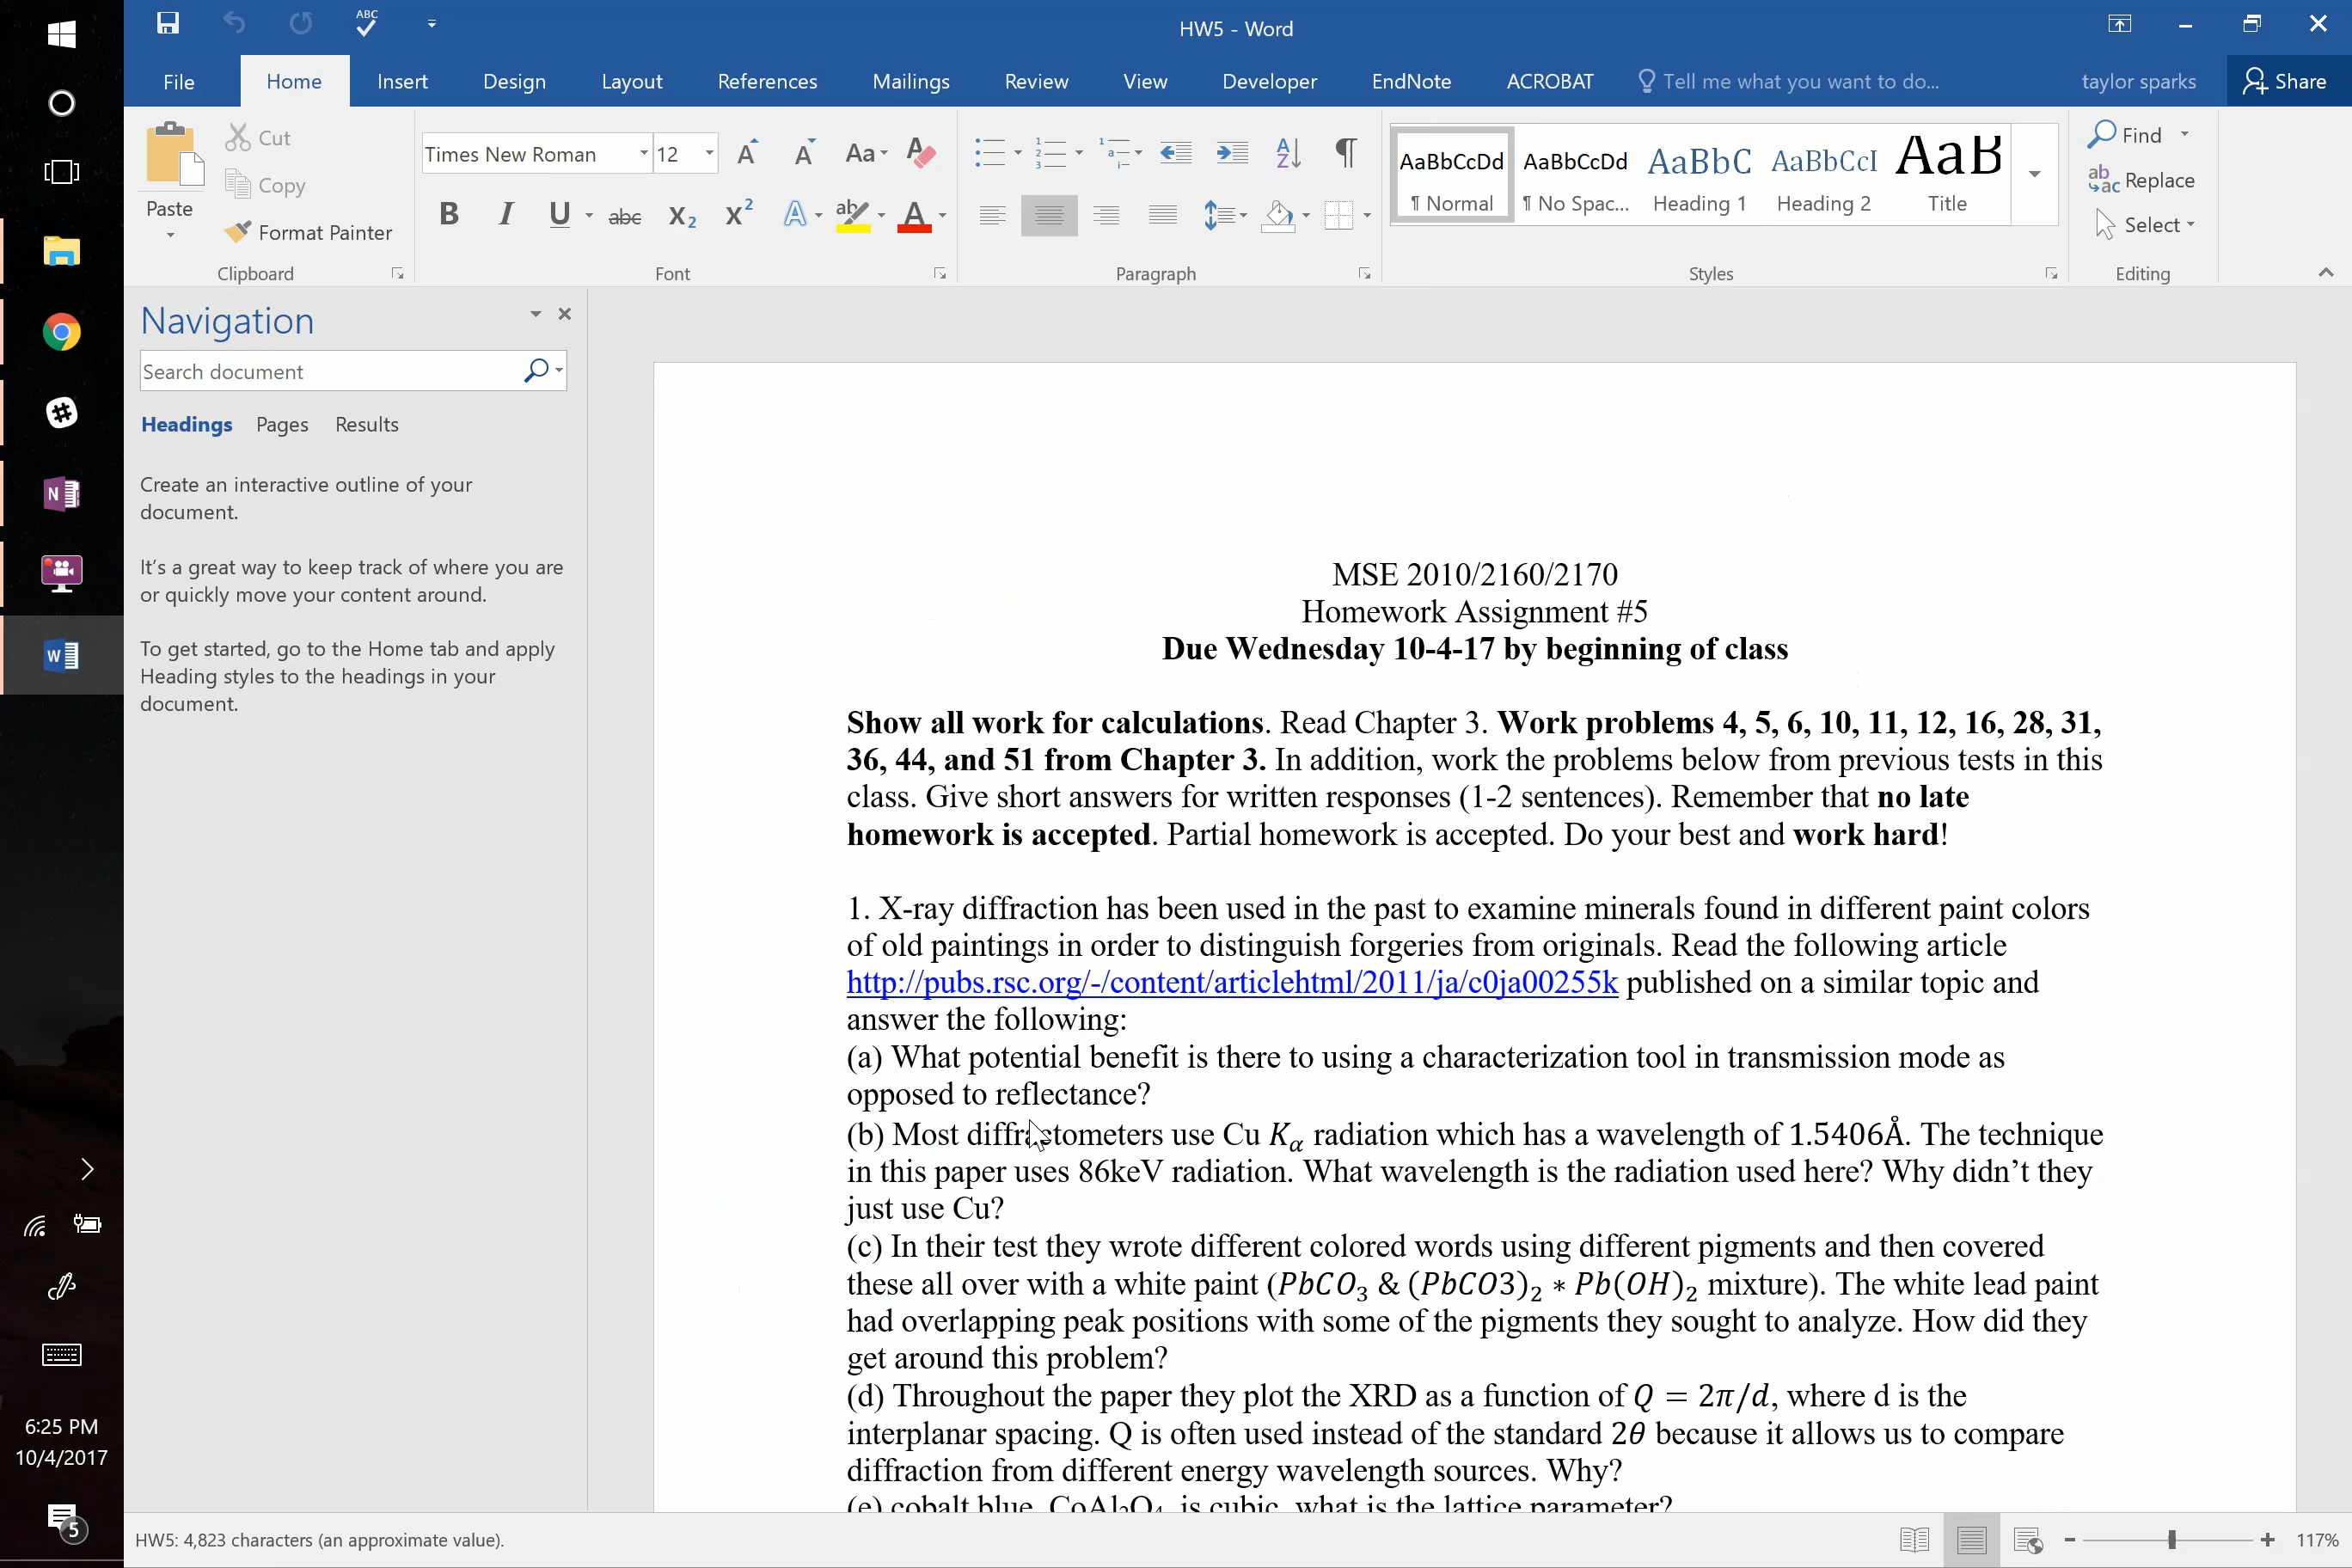 ABC
HW5 - Word
File Home Insert Design Layout References Mailings Review View Developer EndNote ACROBAT Tell me what you want to do... taylor sparks Share
Paste
Cut
Copy
Format Painter
Clipboard
Times New Roman 12
Font
Paragraph
AaBbCcDd AaBbCcDd AaBbC AaBbCcI AaB
¶ Normal ¶ No Spac... Heading 1 Heading 2 Title
Styles
Find
Replace
Select
Editing
Navigation
Search document
Headings Pages Results
Create an interactive outline of your
document.
It's a great way to keep track of where you are
or quickly move your content around.
To get started, go to the Home tab and apply
Heading styles to the headings in your
document.
MSE 2010/2160/2170
Homework Assignment #5
Due Wednesday 10-4-17 by beginning of class
Show all work for calculations. Read Chapter 3. Work problems 4, 5, 6, 10, 11, 12, 16, 28, 31,
36, 44, and 51 from Chapter 3. In addition, work the problems below from previous tests in this
class. Give short answers for written responses (1-2 sentences). Remember that no late
homework is accepted. Partial homework is accepted. Do your best and work hard!
1. X-ray diffraction has been used in the past to examine minerals found in different paint colors
of old paintings in order to distinguish forgeries from originals. Read the following article
http://pubs.rsc.org/-/content/articlehtml/2011/ja/c0ja00255k published on a similar topic and
answer the following:
(a) What potential benefit is there to using a characterization tool in transmission mode as
opposed to reflectance?
(b) Most diffractometers use Cu Kα radiation which has a wavelength of 1.5406Å. The technique
in this paper uses 86keV radiation. What wavelength is the radiation used here? Why didn't they
just use Cu?
(c) In their test they wrote different colored words using different pigments and then covered
these all over with a white paint (PbCO₃ & (PbCO3)₂ * Pb(OH)₂ mixture). The white lead paint
had overlapping peak positions with some of the pigments they sought to analyze. How did they
get around this problem?
(d) Throughout the paper they plot the XRD as a function of Q = 2π/d, where d is the
interplanar spacing. Q is often used instead of the standard 2θ because it allows us to compare
diffraction from different energy wavelength sources. Why?
(e) cobalt blue, CoAl₂O₄, is cubic, what is the lattice parameter?
6:25 PM
10/4/2017
5
HW5: 4,823 characters (an approximate value).
117%